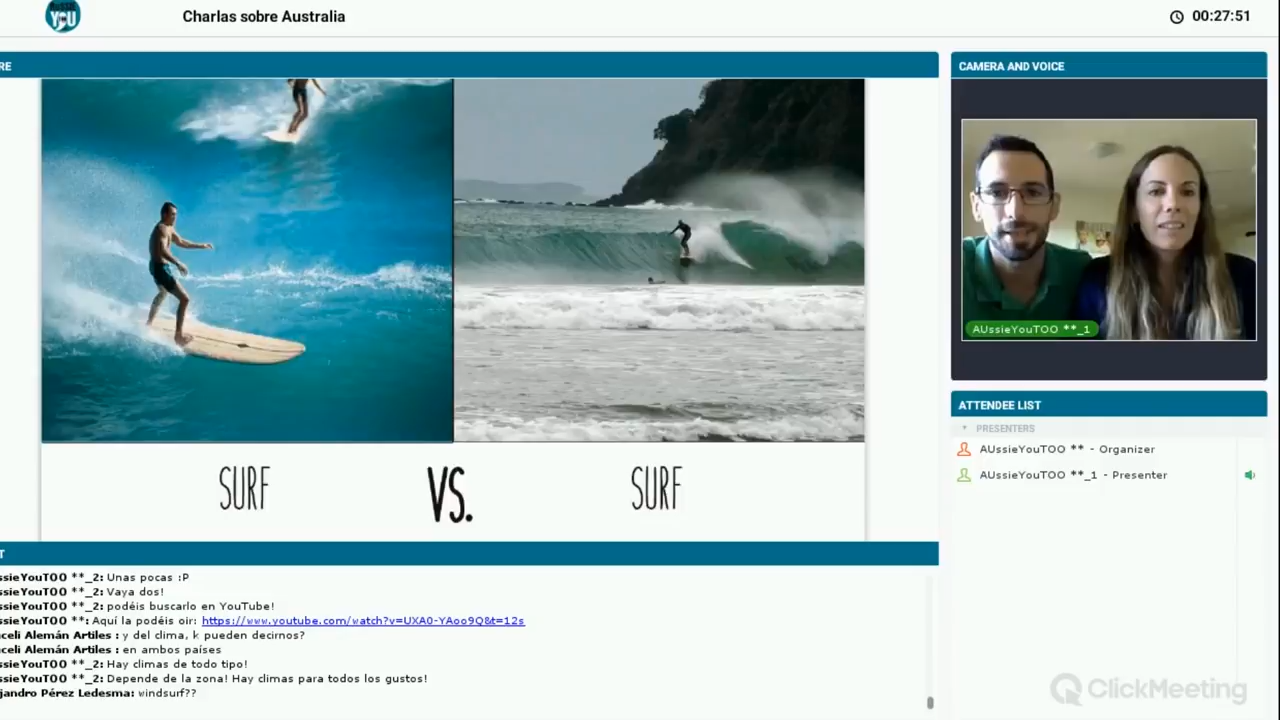 YOU
Charlas sobre Australia
00:27:51
RE
CAMERA AND VOICE
AUssieYouTOO **_1
ATTENDEE LIST
PRESENTERS
AUssieYouTOO ** - Organizer
AUssieYouTOO **_1 - Presenter
SURF VS. SURF
T
ssieYouTOO **_2: Unas pocas :P
ssieYouTOO **_2: Vaya dos!
ssieYouTOO **_2: podéis buscarlo en YouTube!
ssieYouTOO **: Aquí la podéis oir: https://www.youtube.com/watch?v=UXA0-YAoo9Q&t=12s
celi Alemán Artiles : y del clima, k pueden decirnos?
celi Alemán Artiles : en ambos países
ssieYouTOO **_2: Hay climas de todo tipo!
ssieYouTOO **_2: Depende de la zona! Hay climas para todos los gustos!
jandro Pérez Ledesma: windsurf??
ClickMeeting